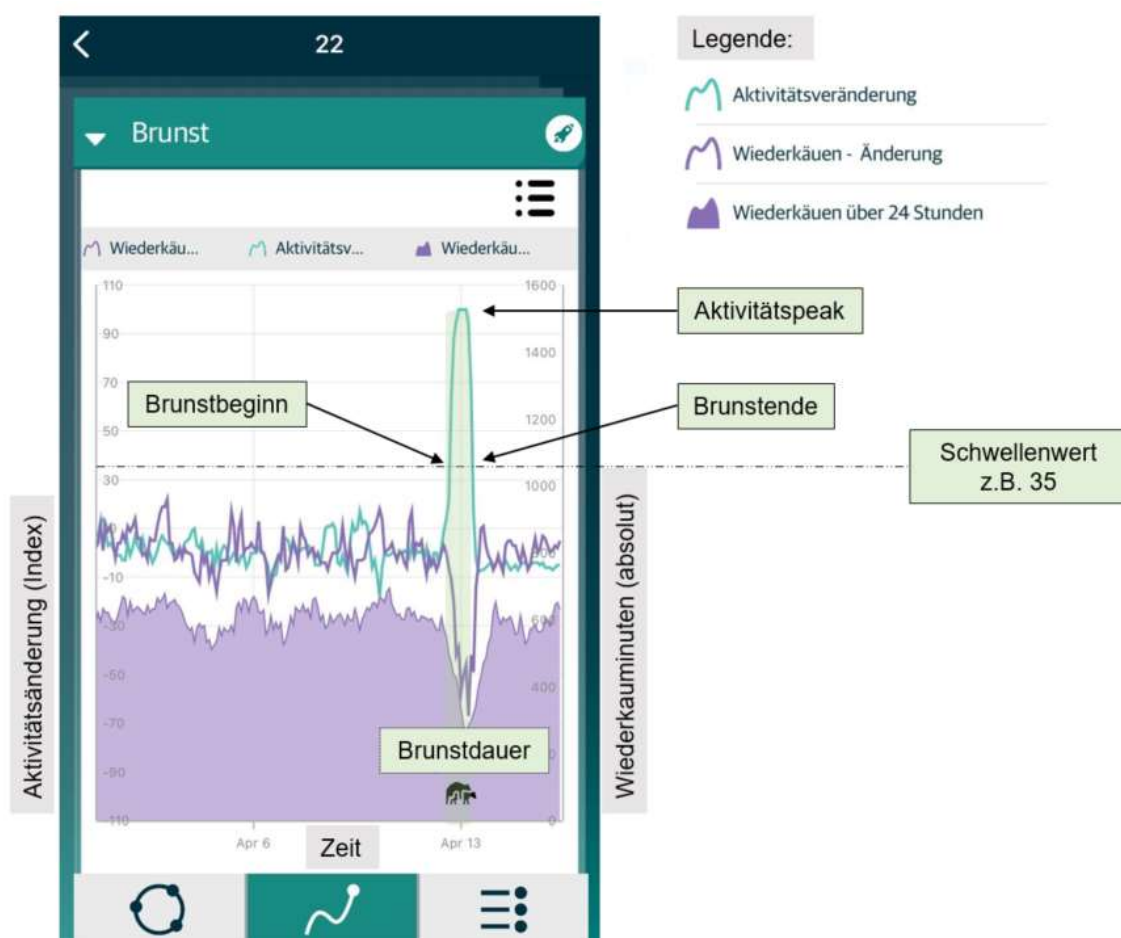 22
Legende:
Aktivitätsveränderung
Wiederkäuen - Änderung
Wiederkäuen über 24 Stunden
Brunst
Wiederkäu...
Aktivitätsv...
Wiederkäu...
110
1600
90
1400
70
1200
50
30
1000
-10
-30
600
-50
400
-70
-90
-110
0
Aktivitätspeak
Brunstbeginn
Brunstende
Schwellenwert
z.B. 35
Brunstdauer
Aktivitätsänderung (Index)
Wiederkauminuten (absolut)
Apr 6
Zeit
Apr 13